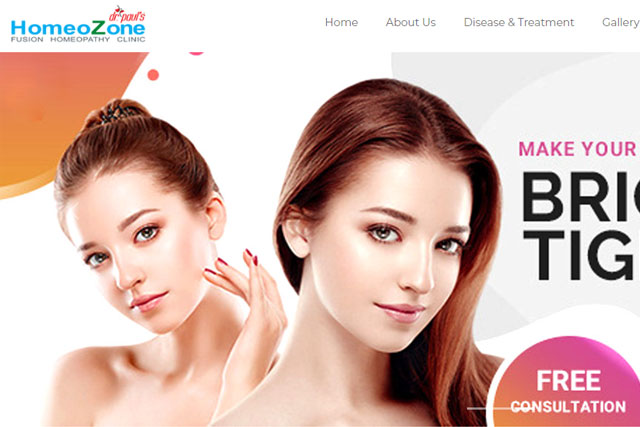 dr. paul's
HomeoZone
FUSION HOMEOPATHY CLINIC
Home About Us Disease & Treatment Gallery
MAKE YOUR
BRIG
TIG
FREE
CONSULTATION